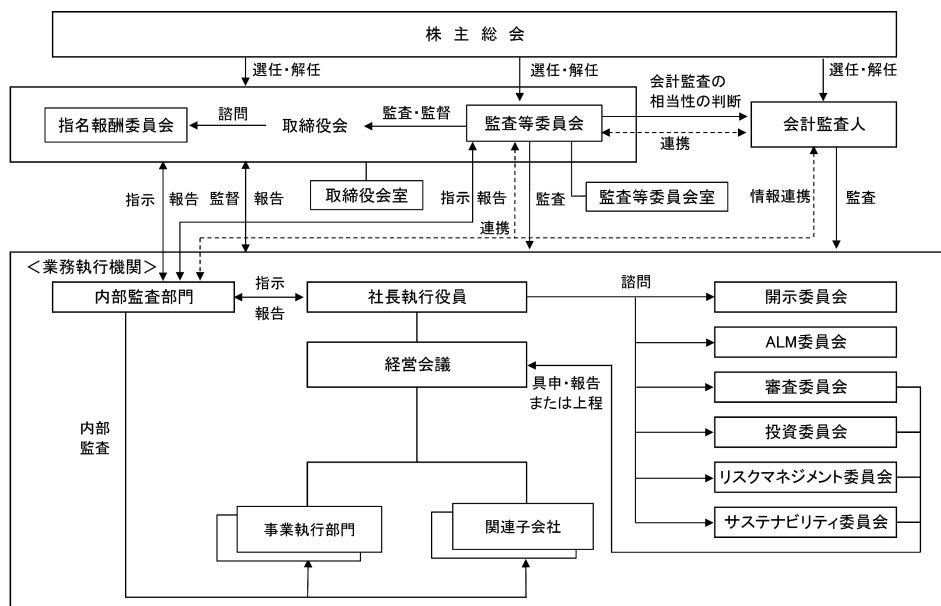 株主総会
選任・解任
選任・解任
会計監査の
相当性の判断
選任・解任
指名報酬委員会
諮問
取締役会
監査・監督
監査等委員会
会計監査人
連携
指示
報告
監督
報告
取締役会室
指示
報告
監査
監査等委員会室
情報連携
監査
連携
<業務執行機関>
内部監査部門
指示
報告
社長執行役員
諮問
開示委員会
ALM委員会
経営会議
具申・報告
または上程
審査委員会
内部
監査
投資委員会
リスクマネジメント委員会
サステナビリティ委員会
事業執行部門
関連子会社